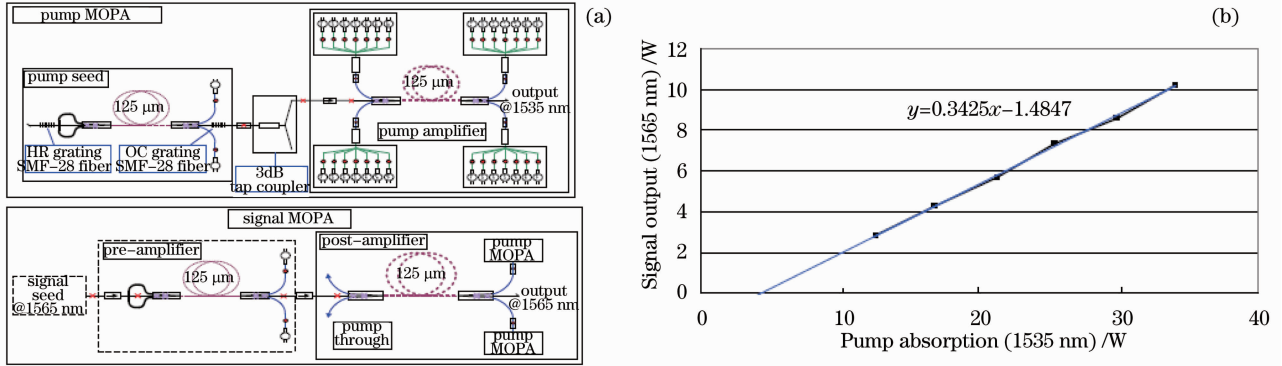 (a)
pump MOPA
pump seed
125 μm
HR grating
SMF-28 fiber
OC grating
SMF-28 fiber
3dB
tap coupler
125 μm
output
@1535 nm
pump amplifier
signal MOPA
pre-amplifier
125 μm
signal
seed
@1565 nm
post-amplifier
125 μm
pump
MOPA
output
@1565 nm
pump
through
pump
MOPA
(b)
Signal output (1565 nm) /W
12
10
8
6
4
2
0
y=0.3425x-1.4847
0
10
20
30
40
Pump absorption (1535 nm) /W